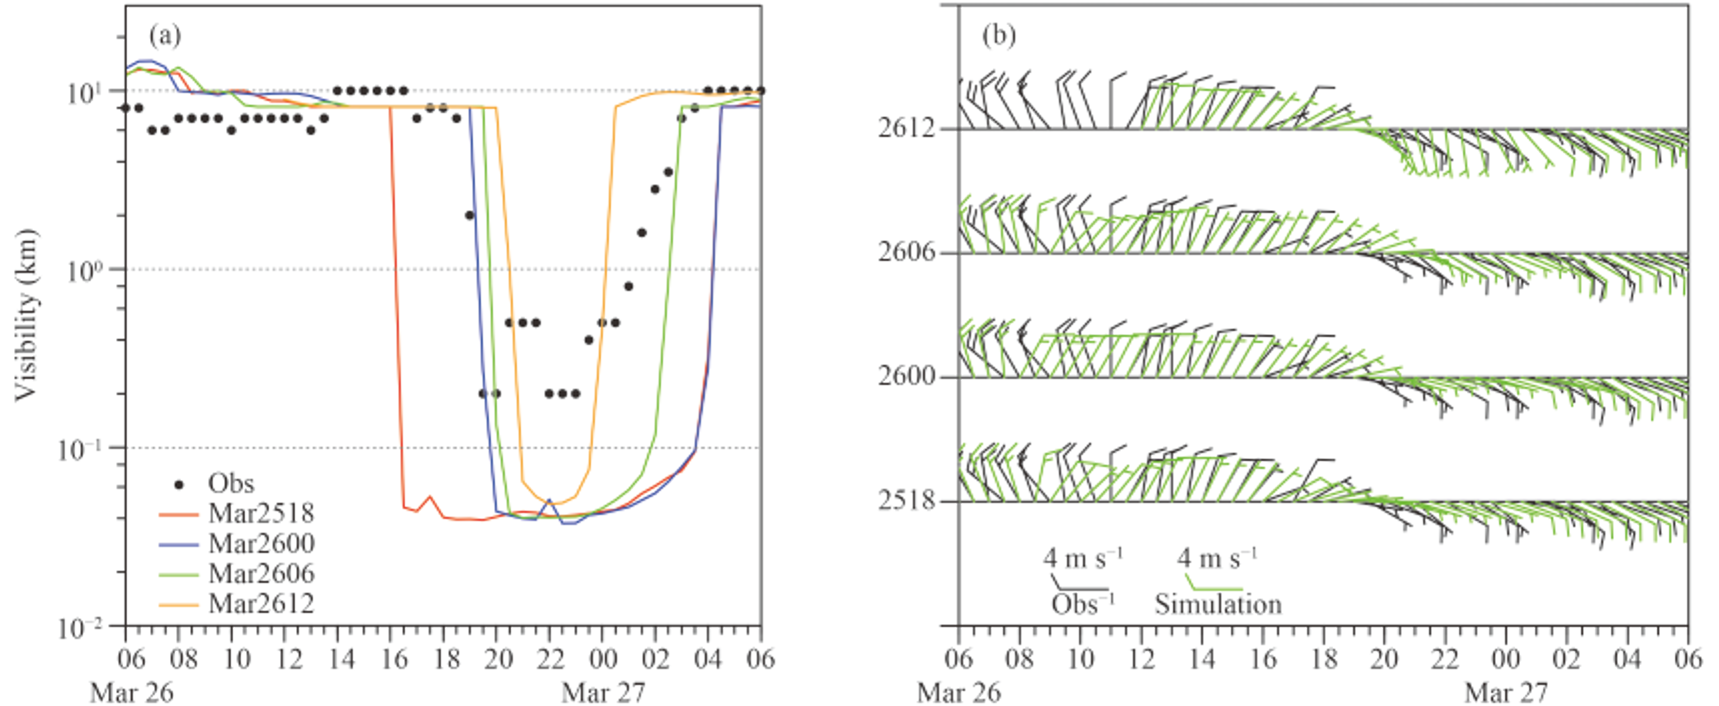 (a)
10¹
10⁰
10⁻¹
10⁻²
Visibility (km)
Obs
Mar2518
Mar2600
Mar2606
Mar2612
06 08 10 12 14 16 18 20 22 00 02 04 06
Mar 26 Mar 27
(b)
2612
2606
2600
2518
4 m s⁻¹ 4 m s⁻¹
Obs⁻¹ Simulation
06 08 10 12 14 16 18 20 22 00 02 04 06
Mar 26 Mar 27